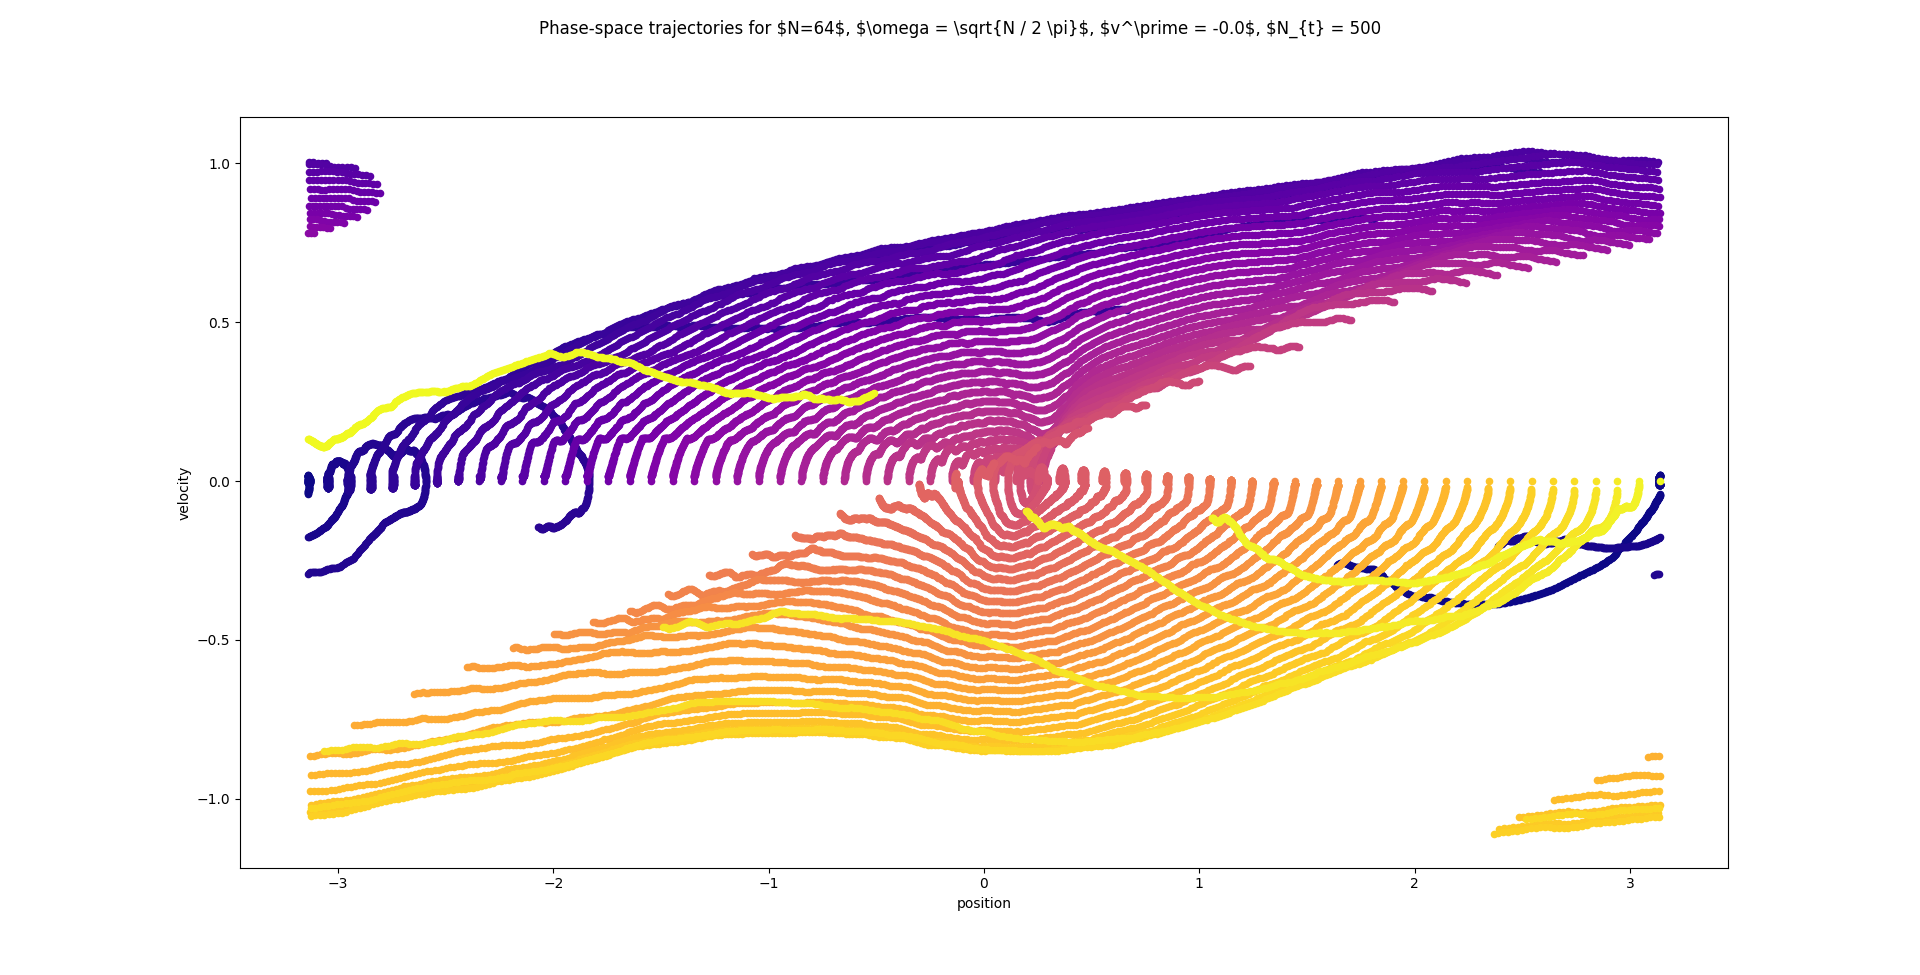 Phase-space trajectories for $N=64$, $\omega = \sqrt{N / 2 \pi}$, $v^\prime = -0.0$, $N_{t} = 500
1.0
0.5
0.0
−0.5
−1.0
velocity
−3 −2 −1 0 1 2 3
position